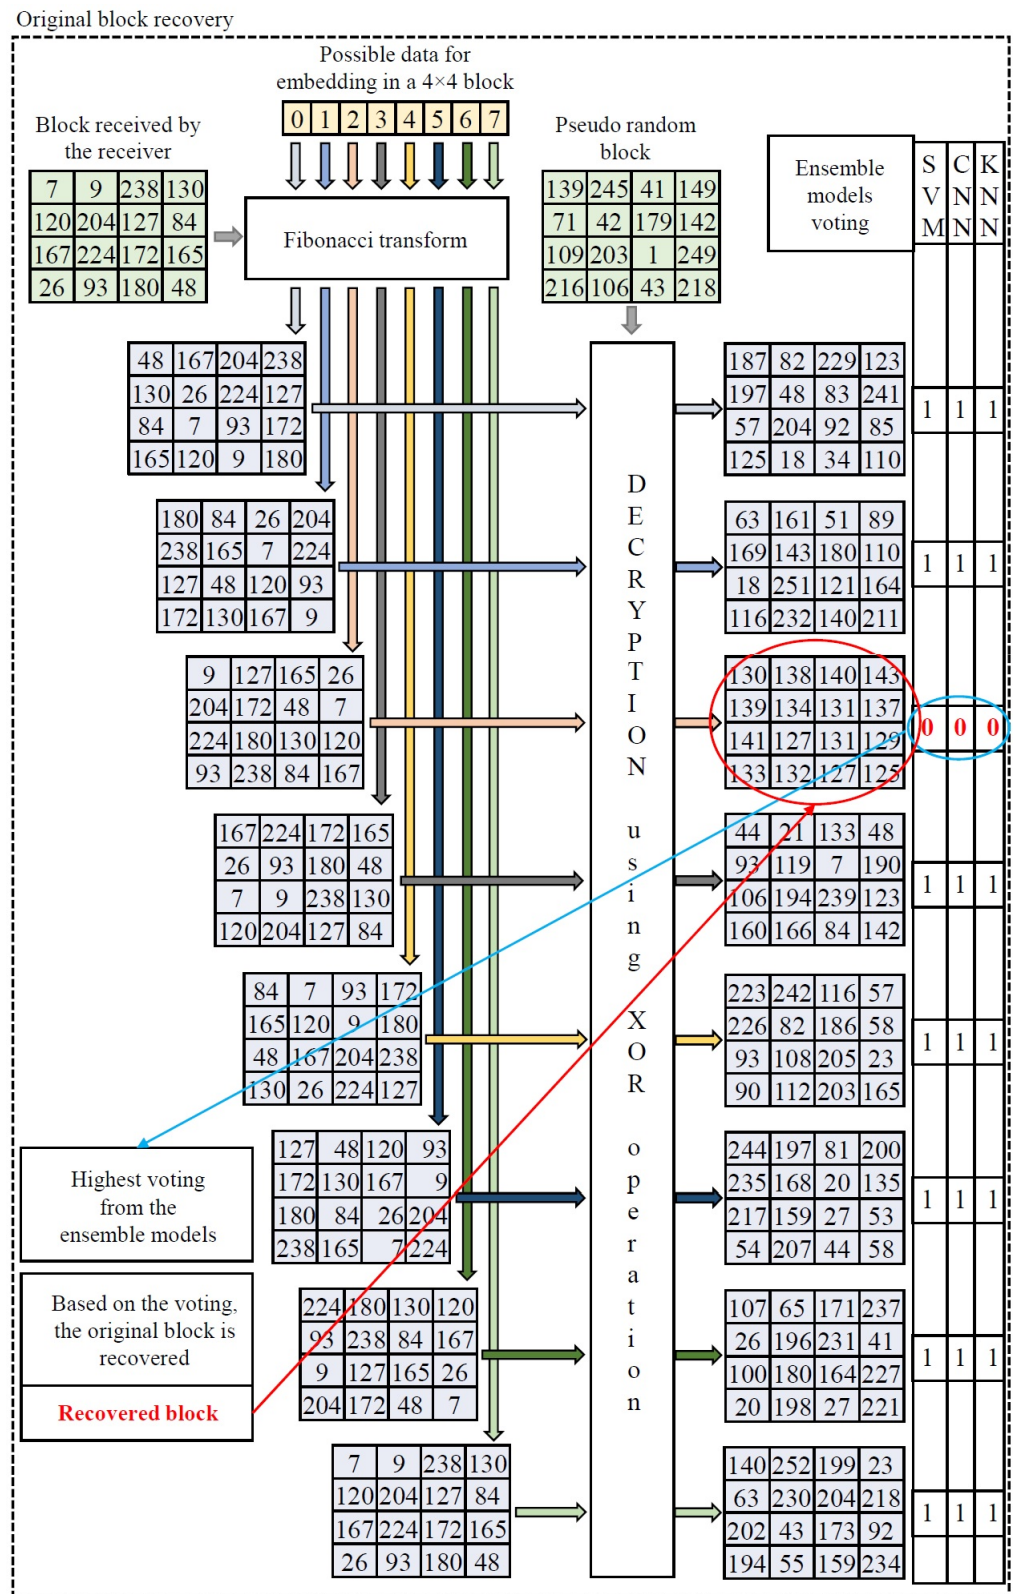 Original block recovery
Possible data for
embedding in a 4×4 block
0 1 2 3 4 5 6 7
Block received by
the receiver
7 9 238 130
120 204 127 84
167 224 172 165
26 93 180 48
Fibonacci transform
Pseudo random
block
139 245 41 149
71 42 179 142
109 203 1 249
216 106 43 218
Ensemble
models
voting
SVM CNN KNN
48 167 204 238
130 26 224 127
84 7 93 172
165 120 9 180
187 82 229 123
197 48 83 241
57 204 92 85
125 18 34 110
1 1 1
180 84 26 204
238 165 7 224
127 48 120 93
172 130 167 9
63 161 51 89
169 143 180 110
18 251 121 164
116 232 140 211
1 1 1
9 127 165 26
204 172 48 7
224 180 130 120
93 238 84 167
130 138 140 143
139 134 131 137
141 127 131 129
133 132 127 125
0 0 0
167 224 172 165
26 93 180 48
7 9 238 130
120 204 127 84
44 21 133 48
93 119 7 190
106 194 239 123
160 166 84 142
1 1 1
84 7 93 172
165 120 9 180
48 167 204 238
130 26 224 127
223 242 116 57
226 82 186 58
93 108 205 23
90 112 203 165
1 1 1
127 48 120 93
172 130 167 9
180 84 26 204
238 165 7 224
244 197 81 200
235 168 20 135
217 159 27 53
54 207 44 58
1 1 1
224 180 130 120
93 238 84 167
9 127 165 26
204 172 48 7
107 65 171 237
26 196 231 41
100 180 164 227
20 198 27 221
1 1 1
7 9 238 130
120 204 127 84
167 224 172 165
26 93 180 48
140 252 199 23
63 230 204 218
202 43 173 92
194 55 159 234
1 1 1
DECRYPTION using XOR operation
Highest voting
from the
ensemble models
Based on the voting,
the original block is
recovered
Recovered block